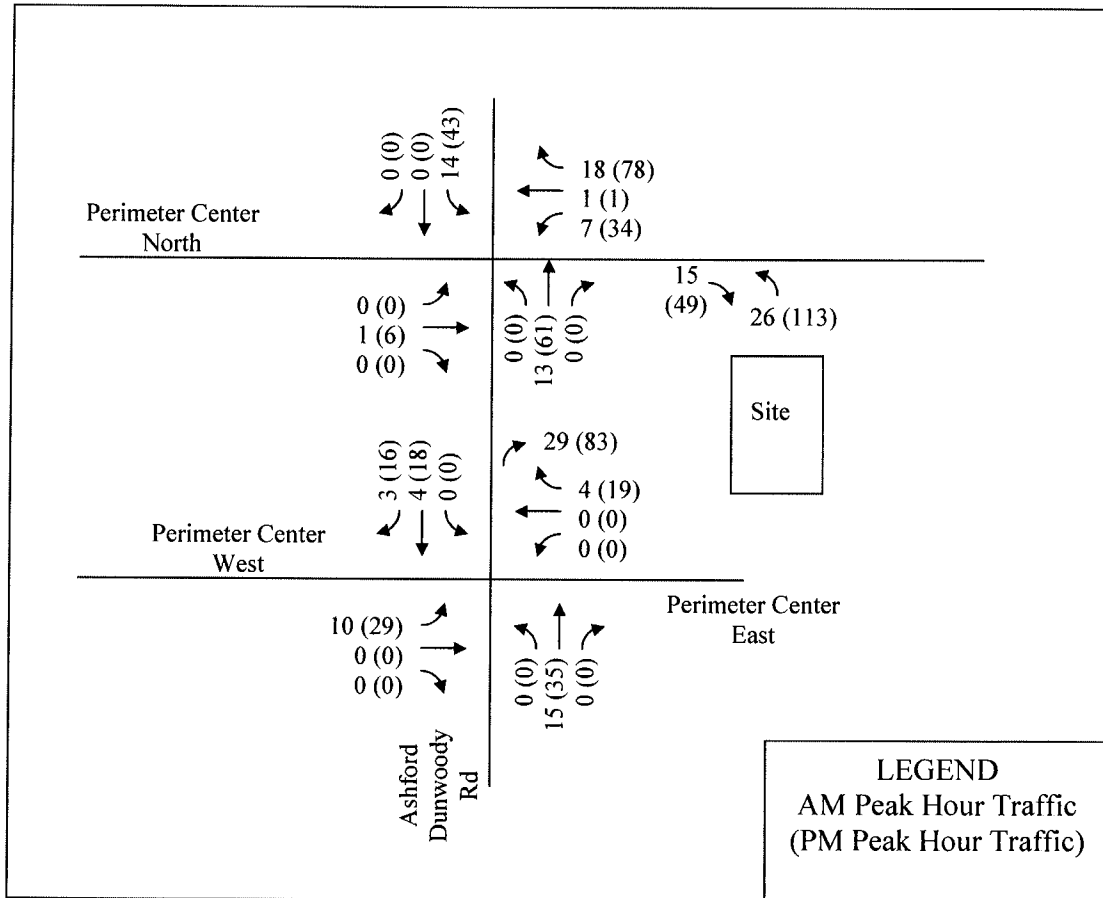 0 (0)
0 (0)
14 (43)
18 (78)
1 (1)
7 (34)
Perimeter Center
North
0 (0)
1 (6)
0 (0)
0 (0)
13 (61)
0 (0)
15
(49)
26 (113)
Site
3 (16)
4 (18)
0 (0)
29 (83)
4 (19)
0 (0)
0 (0)
Perimeter Center
West
10 (29)
0 (0)
0 (0)
0 (0)
15 (35)
0 (0)
Perimeter Center
East
Ashford
Dunwoody
Rd
LEGEND
AM Peak Hour Traffic
(PM Peak Hour Traffic)